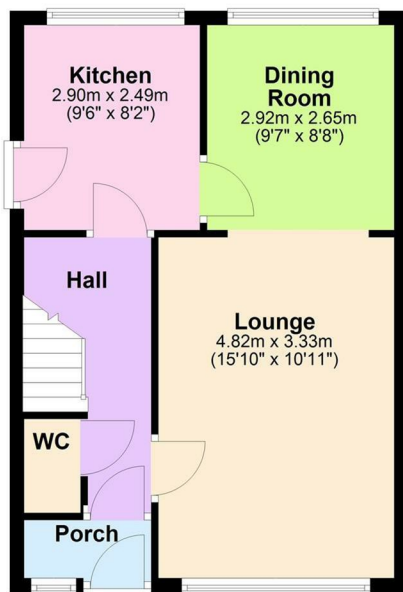 Kitchen
2.90m x 2.49m
(9'6" x 8'2")
Dining
Room
2.92m x 2.65m
(9'7" x 8'8")
Hall
Lounge
4.82m x 3.33m
(15'10" x 10'11")
WC
Porch